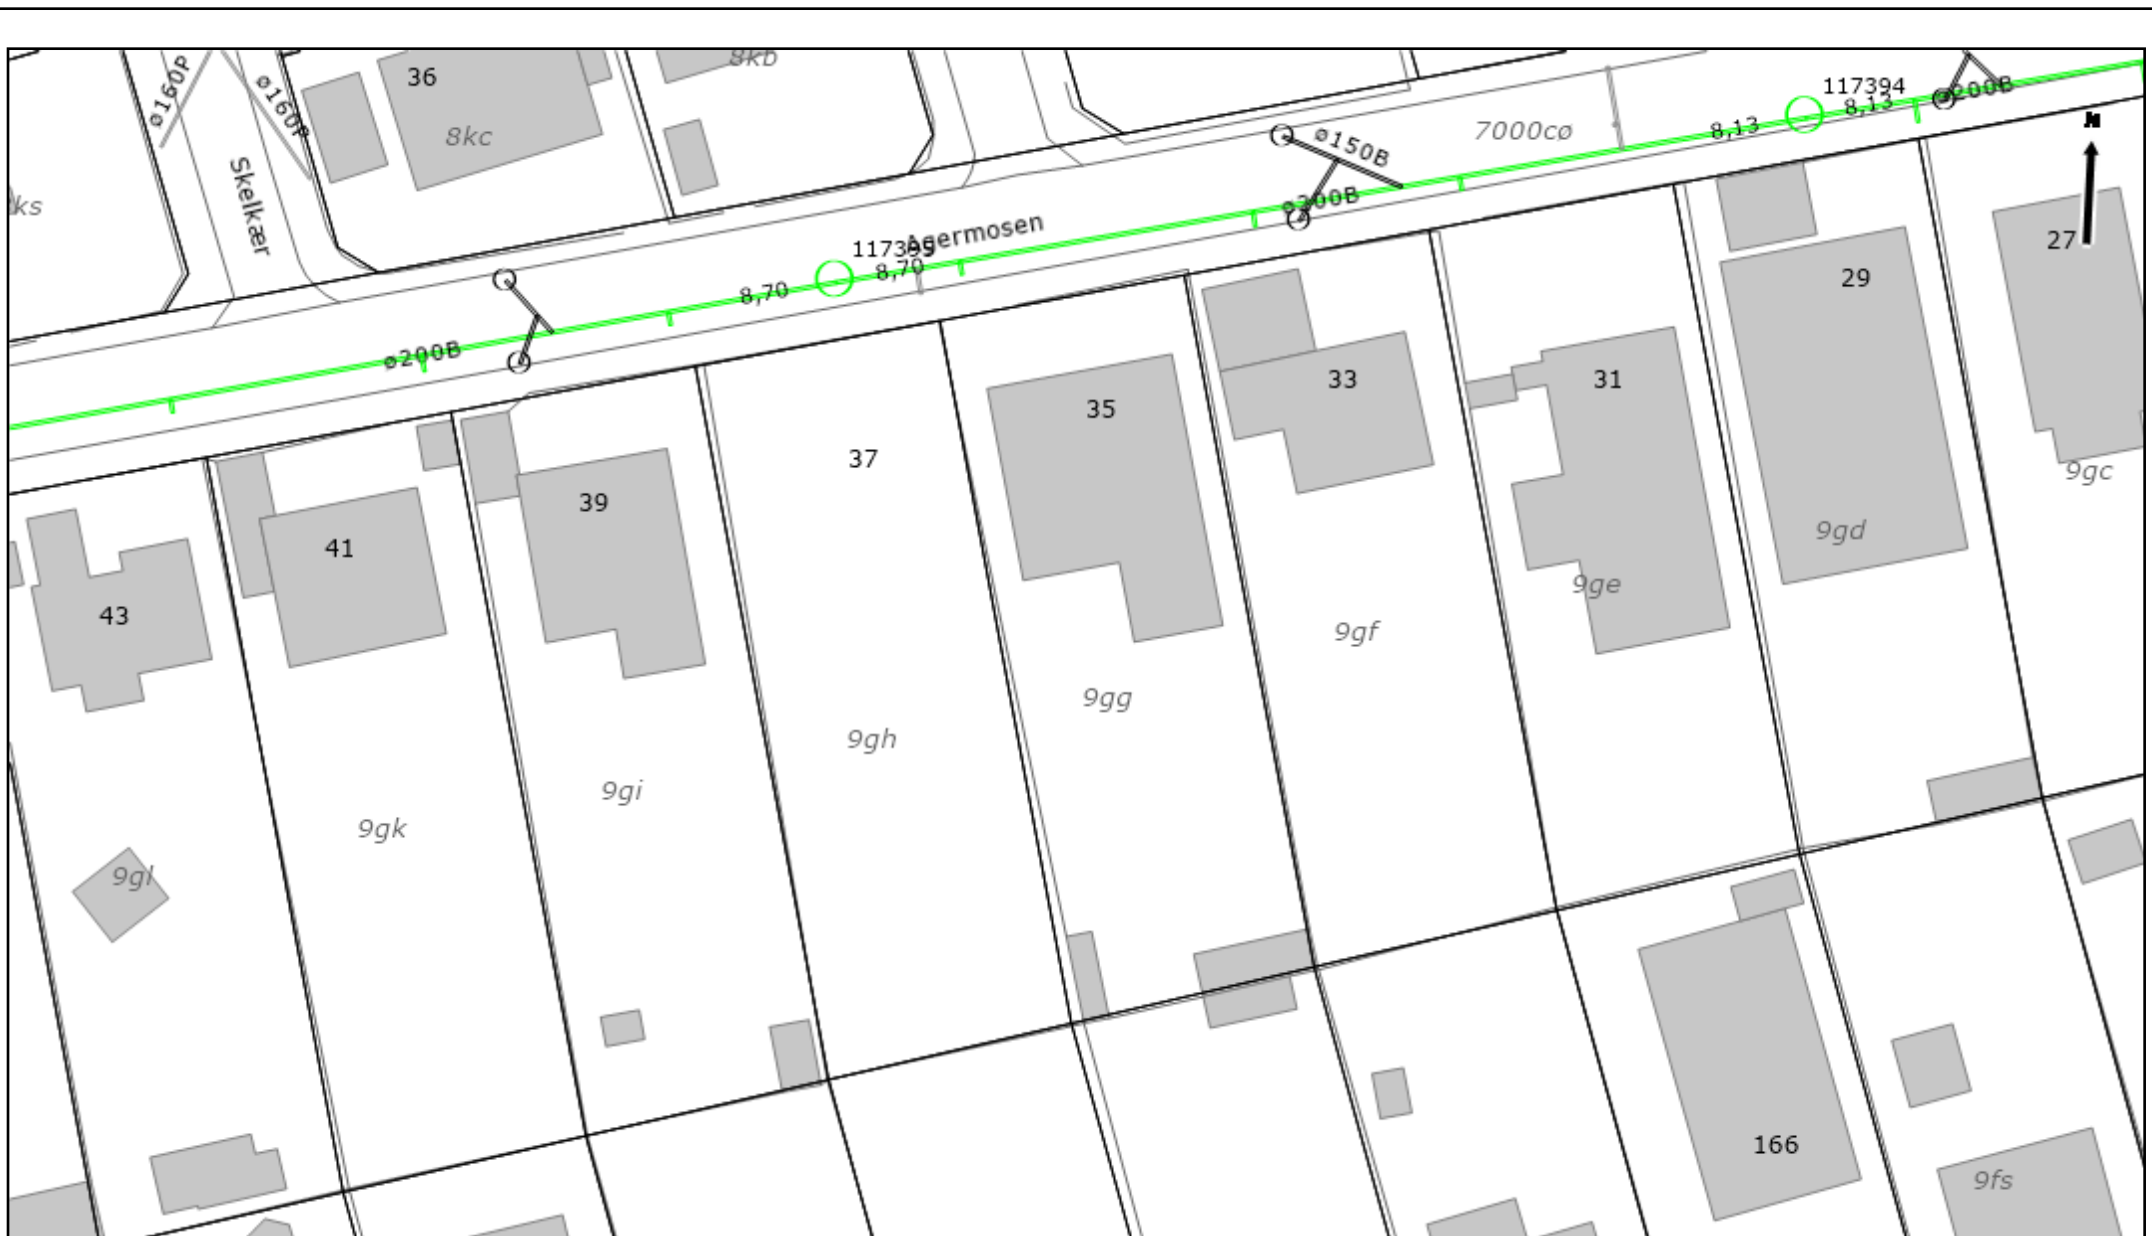 8kb
36
ø160P
ø160P
117394
8,13
ø200B
8kc
8,13
7000cø
ø150B
ks
Skelkær
ø200B
Agermosen
117395
8,70
8,70
27
29
ø200B
33
31
35
37
39
41
43
9gc
9gd
9ge
9gf
9gg
9gh
9gi
9gk
9gl
166
9fs